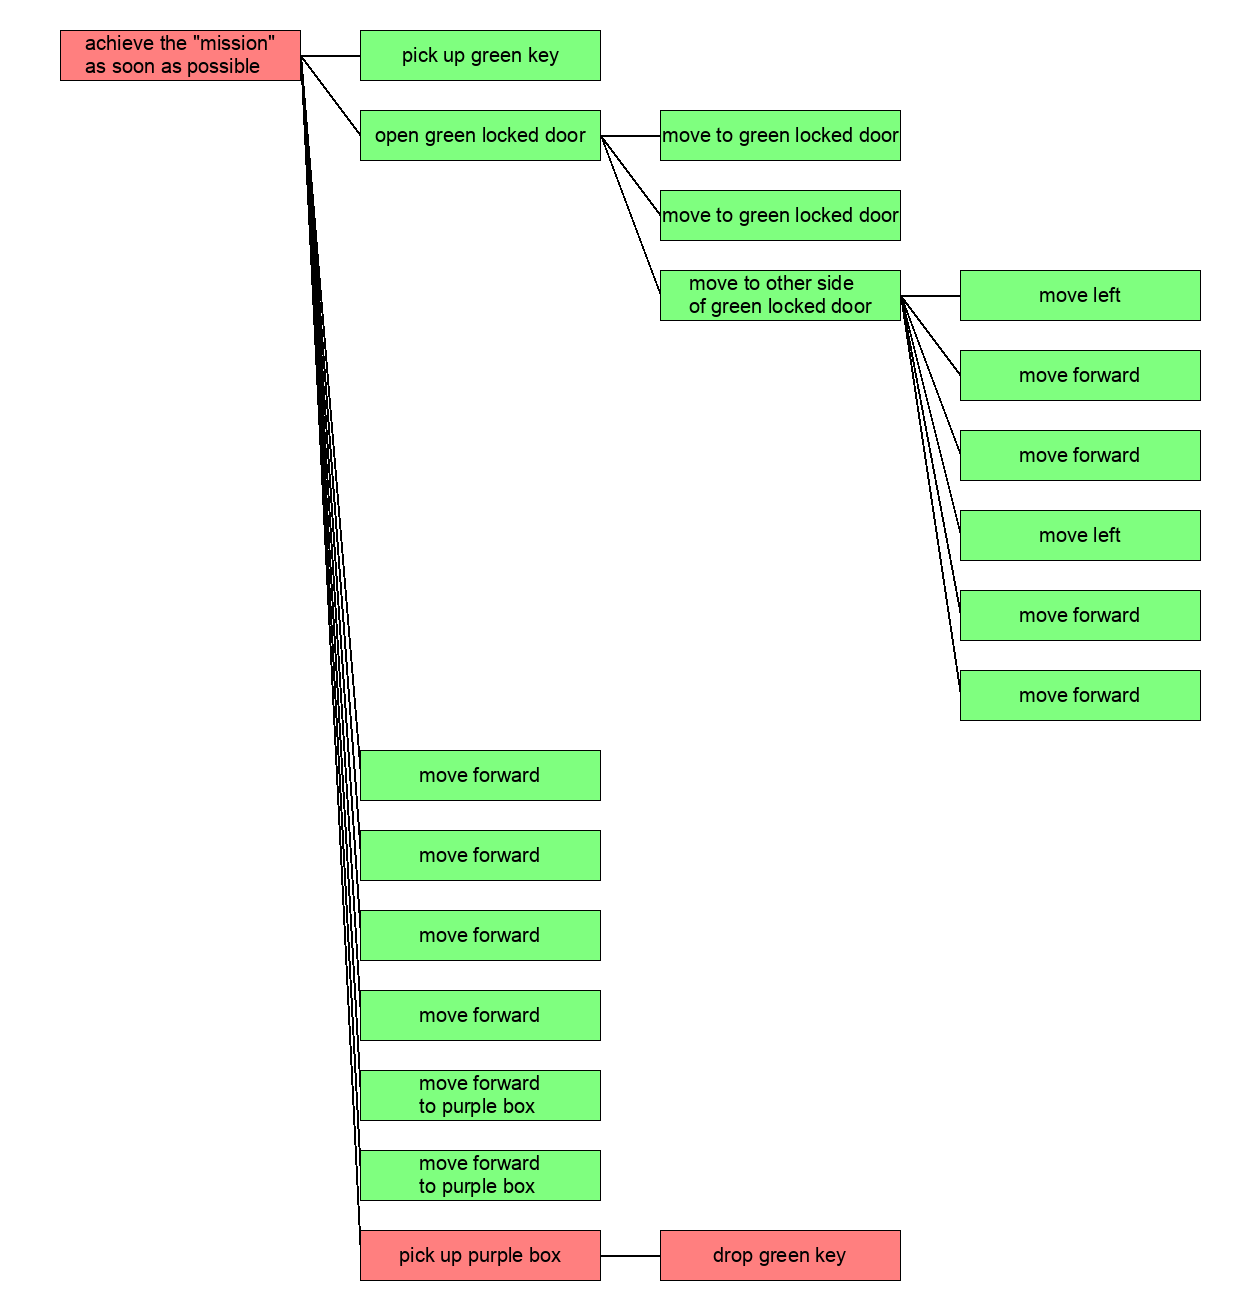 achieve the "mission"
as soon as possible
pick up green key
open green locked door
move to green locked door
move to green locked door
move to other side
of green locked door
move left
move forward
move forward
move left
move forward
move forward
move forward
move forward
move forward
move forward
move forward
to purple box
move forward
to purple box
pick up purple box
drop green key